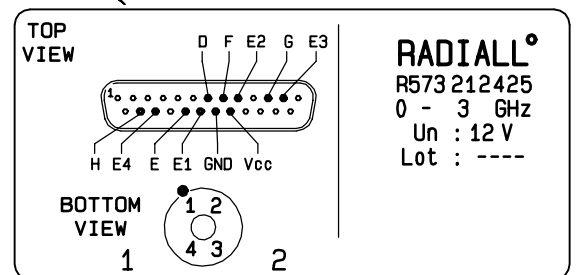 TOP
VIEW
D F E2 G E3
1
H E4 E E1 GND Vcc
BOTTOM
VIEW
1 2
4 3
1 2
RADIALL°
R573 212425
0 - 3 GHz
Un : 12 V
Lot : ----